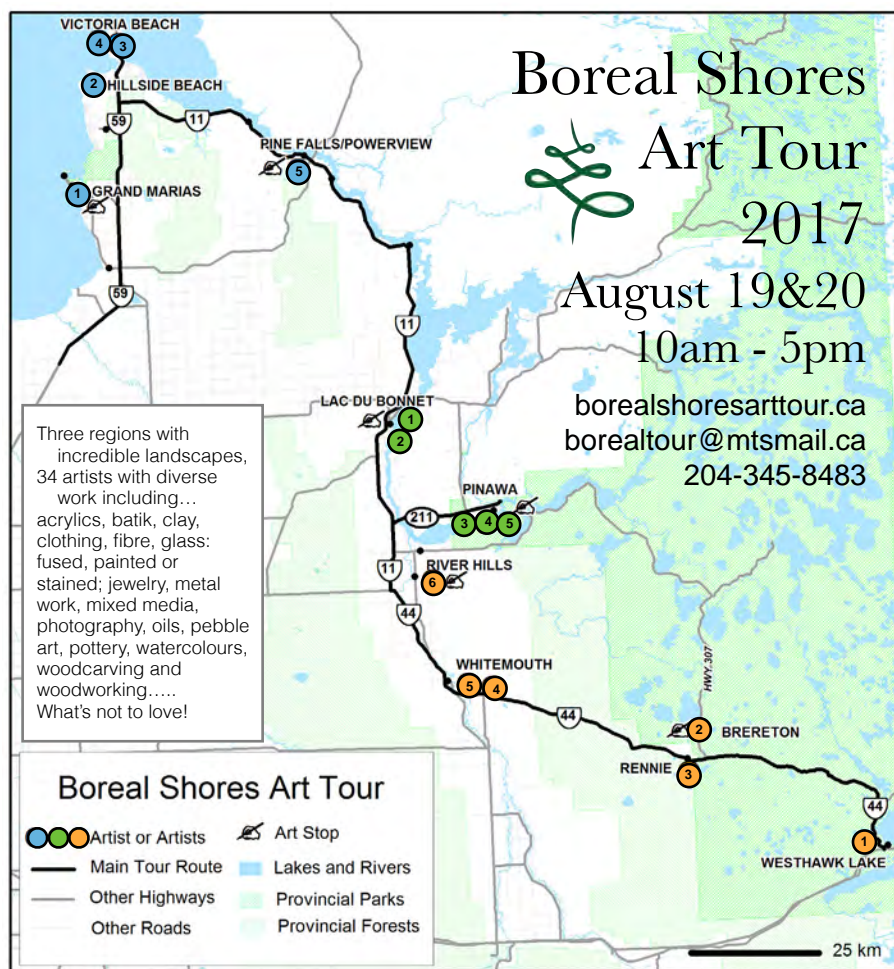 VICTORIA BEACH
4 3
2 HILLSIDE BEACH
59
11
PINE FALLS/POWERVIEW
5
1
GRAND MARIAS
59
11
Boreal Shores
Art Tour
2017
August 19&20
10am - 5pm
borealshoresarttour.ca
borealtour@mtsmail.ca
204-345-8483
LAC DU BONNET
1
2
PINAWA
211
3 4 5
11
RIVER HILLS
6
44
WHITEMOUTH
5 4
44
HWY.307
2
BRERETON
RENNIE
3
44
1
WESTHAWK LAKE
Three regions with
incredible landscapes,
34 artists with diverse
work including…
acrylics, batik, clay,
clothing, fibre, glass:
fused, painted or
stained; jewelry, metal
work, mixed media,
photography, oils, pebble
art, pottery, watercolours,
woodcarving and
woodworking…..
What's not to love!
Boreal Shores Art Tour
Artist or Artists
Main Tour Route
Other Highways
Other Roads
Art Stop
Lakes and Rivers
Provincial Parks
Provincial Forests
25 km